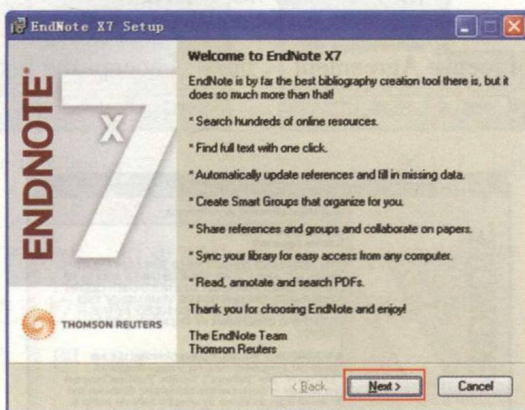 EndNote X7 Setup
ENDNOTE
X
7
THOMSON REUTERS
Welcome to EndNote X7
EndNote is by far the best bibliography creation tool there is, but it
does so much more than that!
* Search hundreds of online resources.
* Find full text with one click.
* Automatically update references and fill in missing data.
* Create Smart Groups that organize for you.
* Share references and groups and collaborate on papers.
* Sync your library for easy access from any computer.
* Read, annotate and search PDFs.
Thank you for choosing EndNote and enjoy!
The EndNote Team
Thomson Reuters
< Back
Next >
Cancel